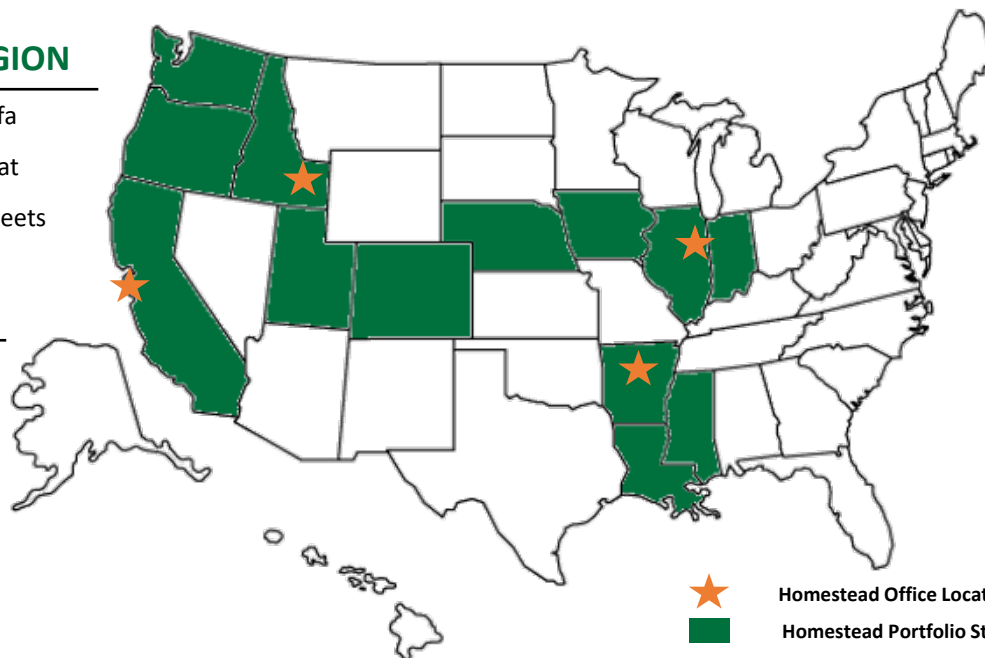 GION
fa
at
eets
Homestead Office Locat
Homestead Portfolio St